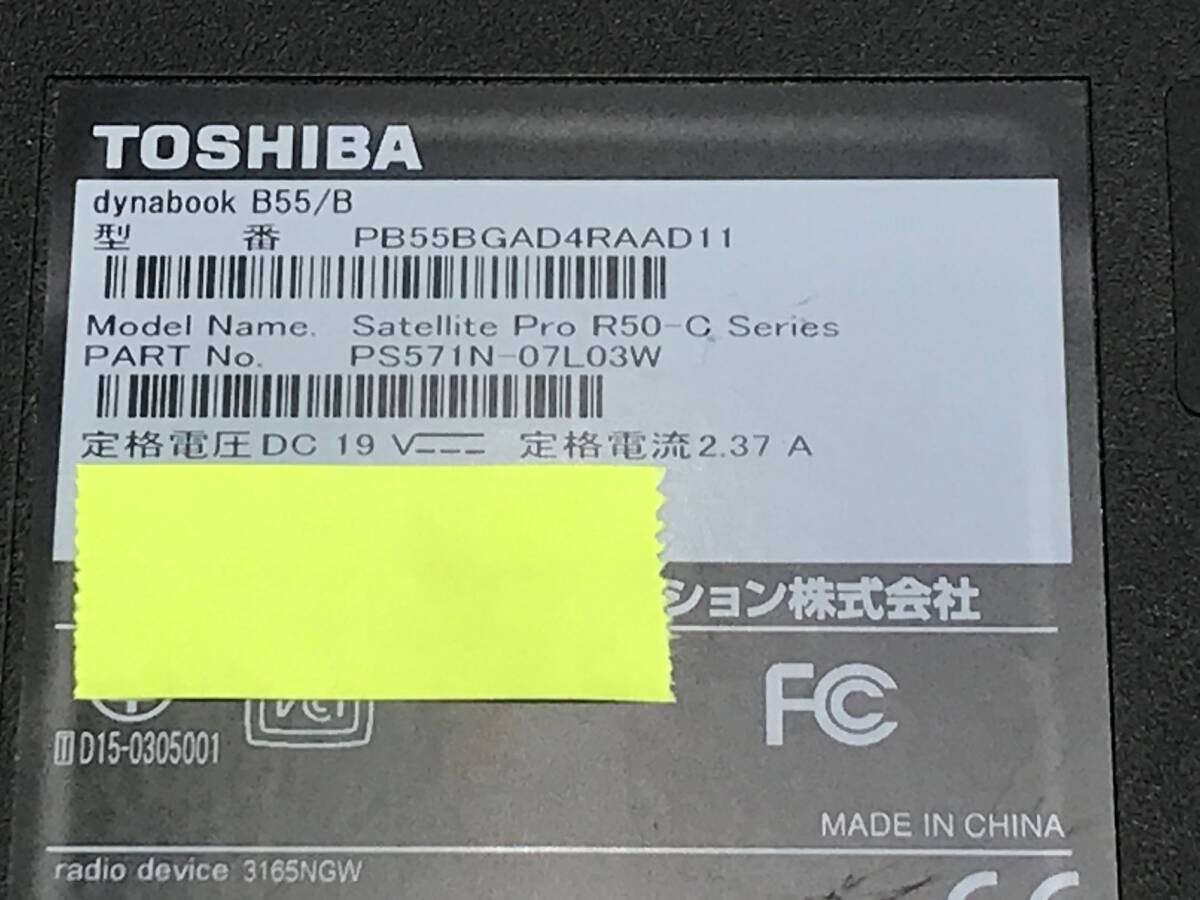 TOSHIBA
dynabook B55/B
型 番 PB55BGAD4RAAD11
Model Name. Satellite Pro R50-C Series
PART No. PS571N-07L03W
定格電圧DC 19 V 定格電流2.37 A
ション株式会社
FC
VCI
D15-0305001
MADE IN CHINA
radio device 3165NGW